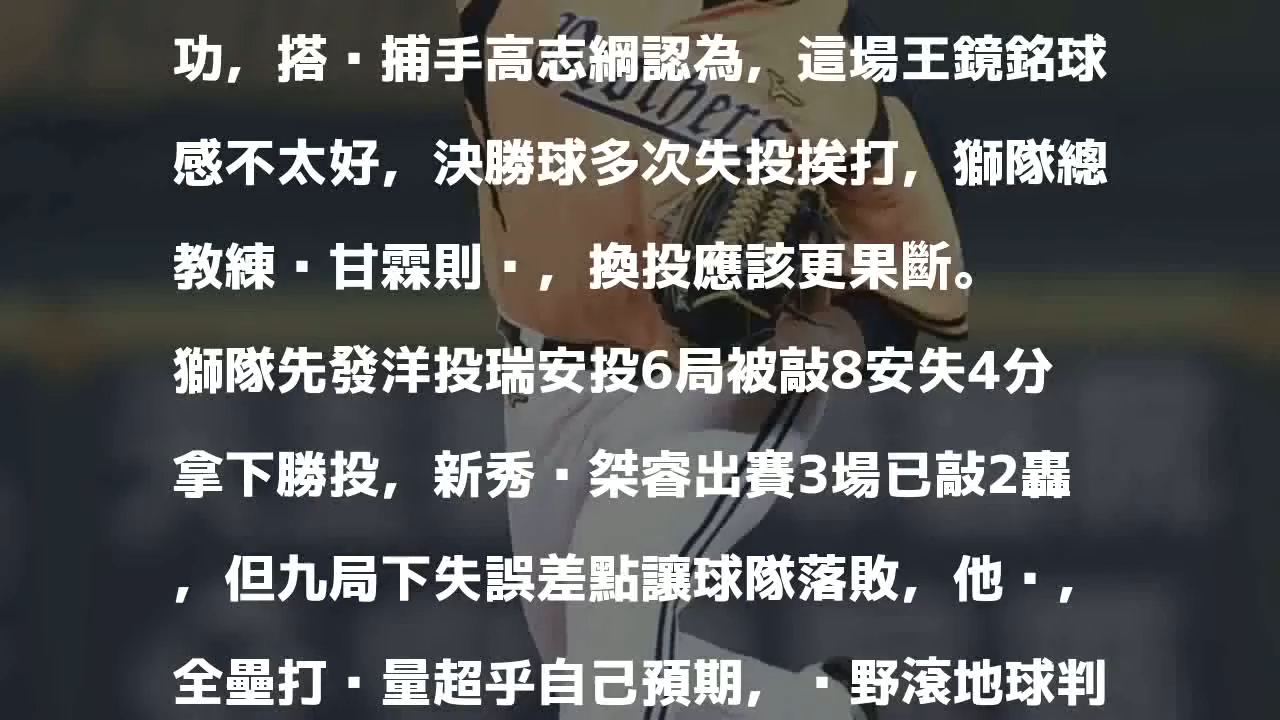 功，搭▪捕手高志綱認為，這場王鏡銘球
感不太好，決勝球多次失投挨打，獅隊總
教練▪甘霖則▪，換投應該更果斷。
獅隊先發洋投瑞安投6局被敲8安失4分
拿下勝投，新秀▪桀睿出賽3場已敲2轟
，但九局下失誤差點讓球隊落敗，他▪，
全壘打▪量超乎自己預期，▪野滾地球判
Brothers